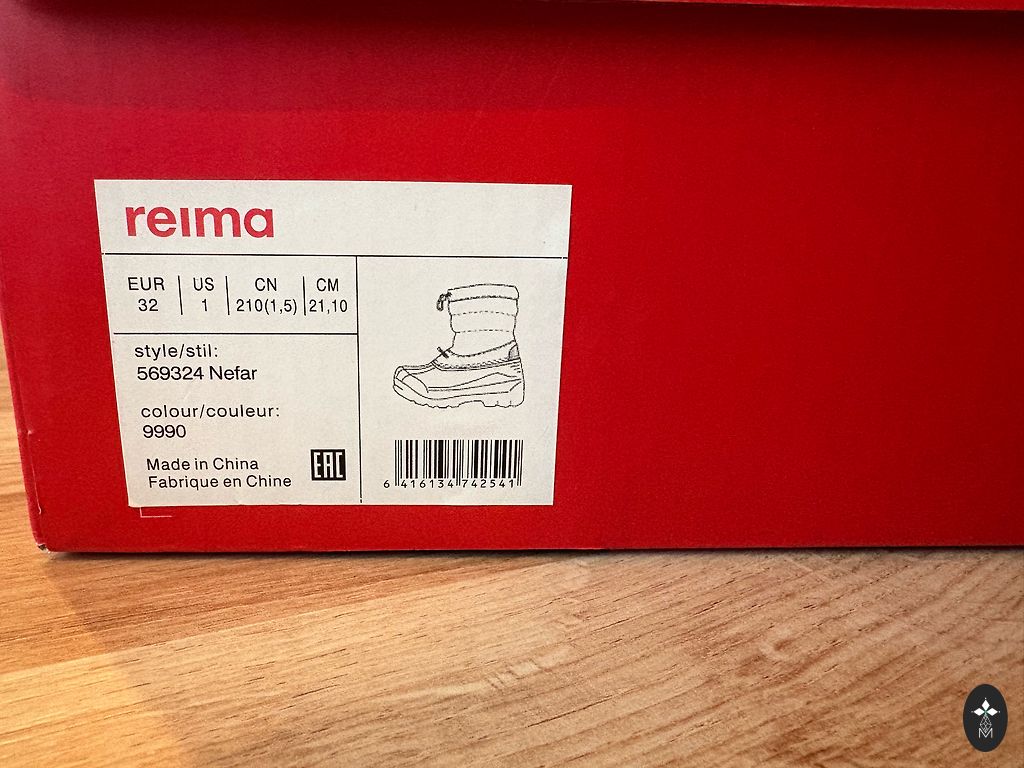 reima
EUR | US | CN | CM
32 | 1 | 210(1,5) | 21,10
style/stil:
569324 Nefar
colour/couleur:
9990
Made in China
Fabrique en Chine
EAC
6 416134 742541
M